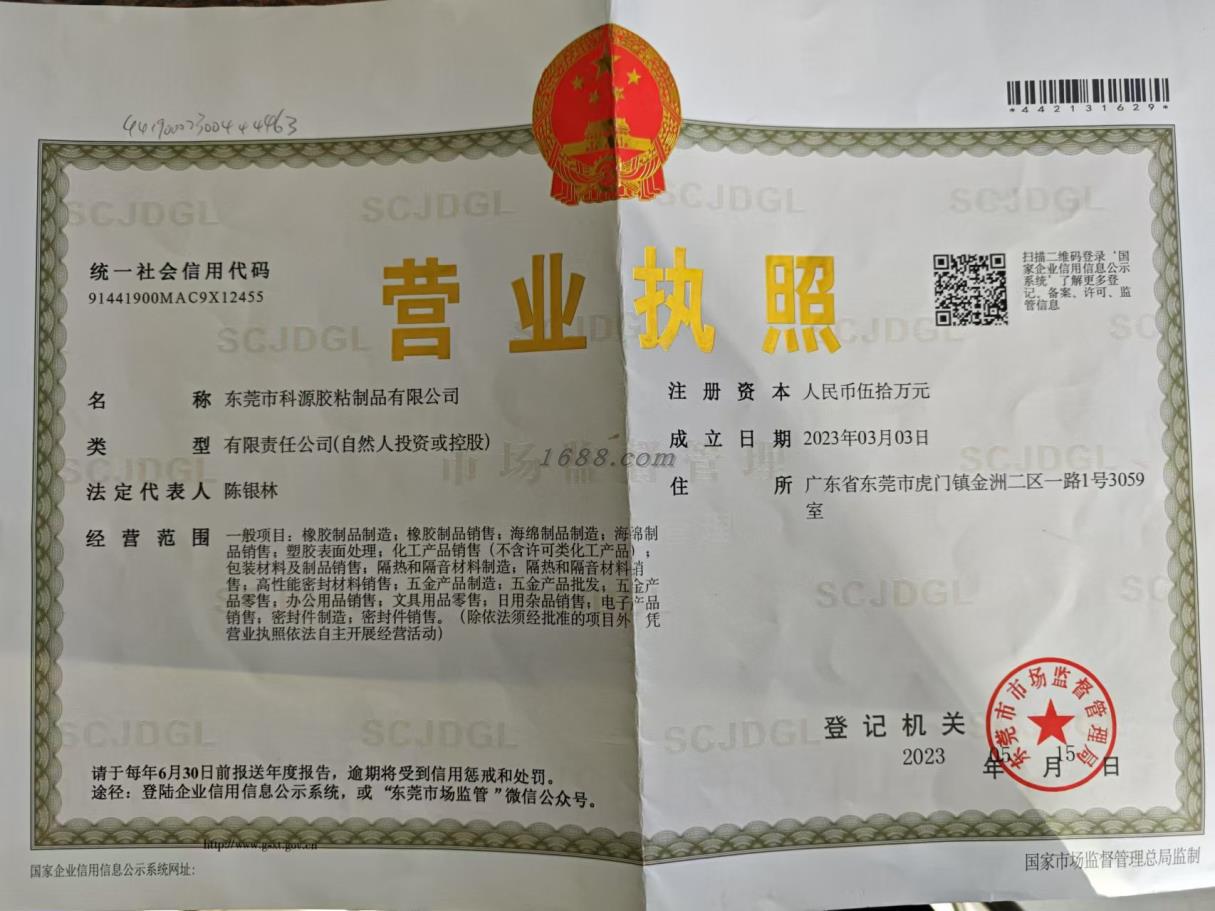 *442131629*
44190002300444463
统一社会信用代码
91441900MAC9X12455
营业执照
扫描二维码登录‘国
家企业信用信息公示
系统’了解更多登
记、备案、许可、监
管信息
名称 东莞市科源胶粘制品有限公司
类型 有限责任公司(自然人投资或控股)
法定代表人 陈银林
经营范围 一般项目：橡胶制品制造；橡胶制品销售；海绵制品制造；海绵制
品销售；塑胶表面处理；化工产品销售（不含许可类化工产品）；
包装材料及制品销售；隔热和隔音材料制造；隔热和隔音材料销
售；高性能密封材料销售；五金产品制造；五金产品批发；五金产
品零售；办公用品销售；文具用品零售；日用杂品销售；电子产品
销售；密封件制造；密封件销售。（除依法须经批准的项目外，凭
营业执照依法自主开展经营活动）
注册资本 人民币伍拾万元
成立日期 2023年03月03日
住所 广东省东莞市虎门镇金洲二区一路1号3059
室
1688.com
市场监督管理
SCJDGL
登记机关
东莞市市场监督管理局
2023年05月15日
请于每年6月30日前报送年度报告，逾期将受到信用惩戒和处罚。
途径：登陆企业信用信息公示系统，或“东莞市场监管”微信公众号。
http://www.gsxt.gov.cn
国家企业信用信息公示系统网址：
国家市场监督管理总局监制